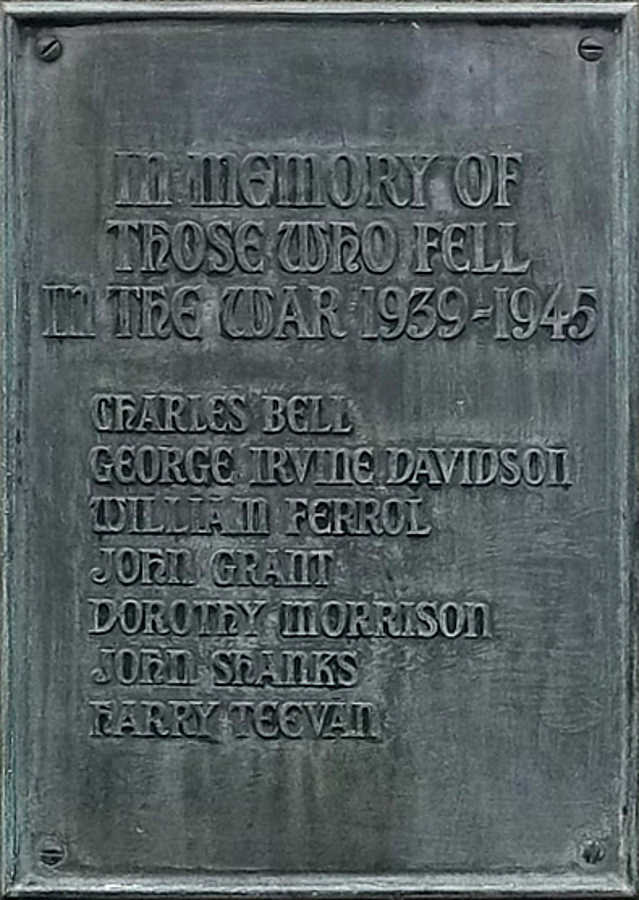 IN MEMORY OF
THOSE WHO FELL
IN THE WAR 1939-1945
CHARLES BELL
GEORGE IRVINE DAVIDSON
WILLIAM FERROL
JOHN GRANT
DOROTHY MORRISON
JOHN SHANKS
HARRY TEEVAN